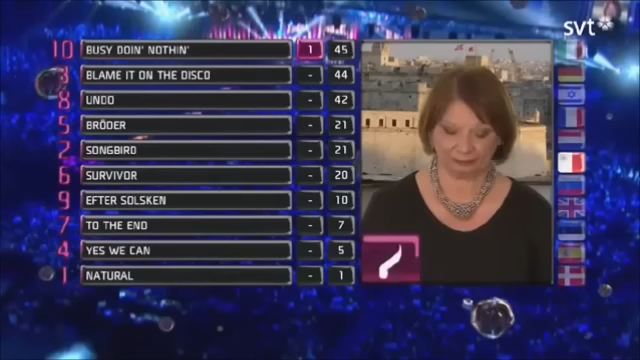 svt
10 BUSY DOIN' NOTHIN' 1 45
3 BLAME IT ON THE DISCO - 44
8 UNDO - 42
5 BRÖDER - 21
2 SONGBIRD - 21
6 SURVIVOR - 20
9 EFTER SOLSKEN - 10
7 TO THE END - 7
4 YES WE CAN - 5
1 NATURAL - 1